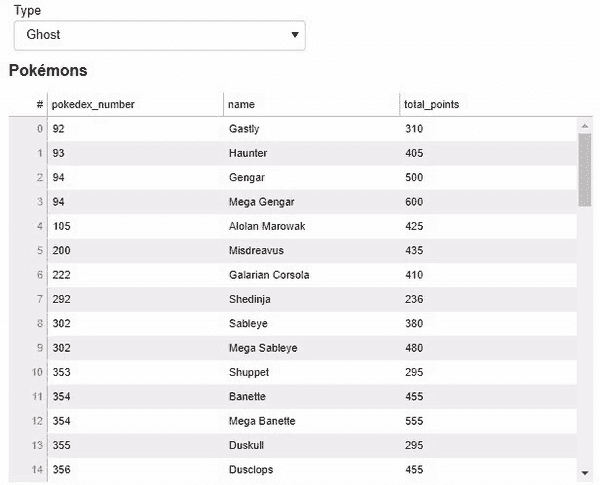 Type
Ghost
Pokémons
# pokedex_number name total_points
0 92 Gastly 310
1 93 Haunter 405
2 94 Gengar 500
3 94 Mega Gengar 600
4 105 Alolan Marowak 425
5 200 Misdreavus 435
6 222 Galarian Corsola 410
7 292 Shedinja 236
8 302 Sableye 380
9 302 Mega Sableye 480
10 353 Shuppet 295
11 354 Banette 455
12 354 Mega Banette 555
13 355 Duskull 295
14 356 Dusclops 455